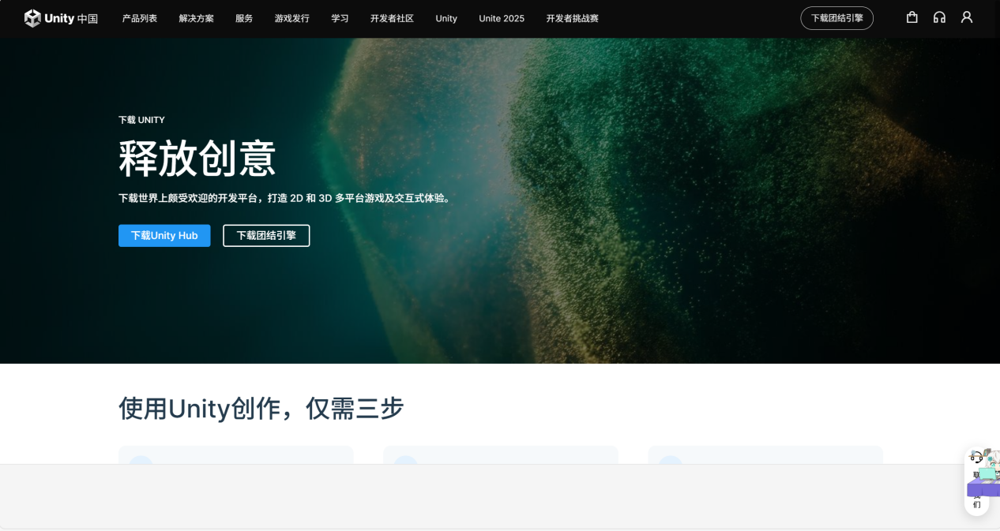 Unity 中国
产品列表
解决方案
服务
游戏发行
学习
开发者社区
Unity
Unite 2025
开发者挑战赛
下载团结引擎
下载 UNITY
释放创意
下载世界上颇受欢迎的开发平台，打造 2D 和 3D 多平台游戏及交互式体验。
下载Unity Hub
下载团结引擎
使用Unity创作，仅需三步
联
我
们